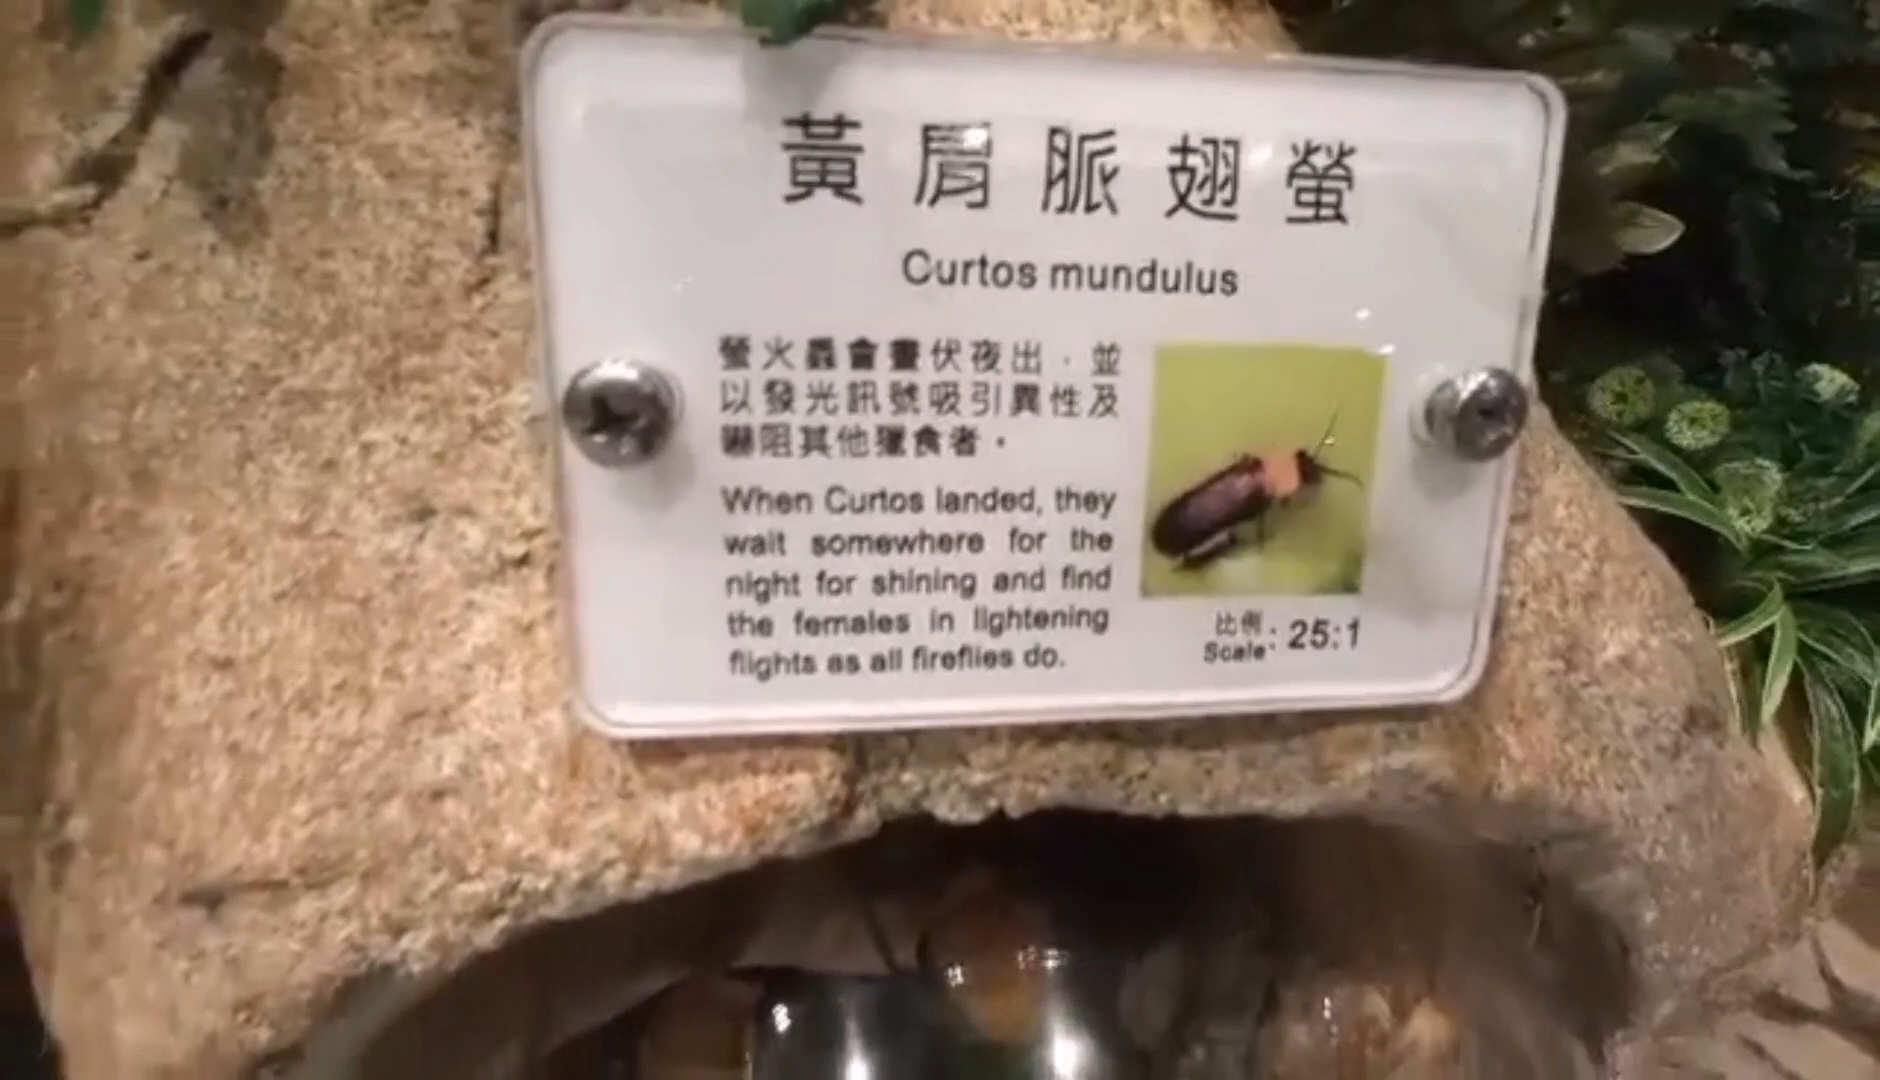 黃肩脈翅螢
Curtos mundulus
螢火蟲會晝伏夜出，並
以發光訊號吸引異性及
嚇阻其他獵食者。
When Curtos landed, they
wait somewhere for the
night for shining and find
the females in lightening
flights as all fireflies do.
比例
Scale : 25:1